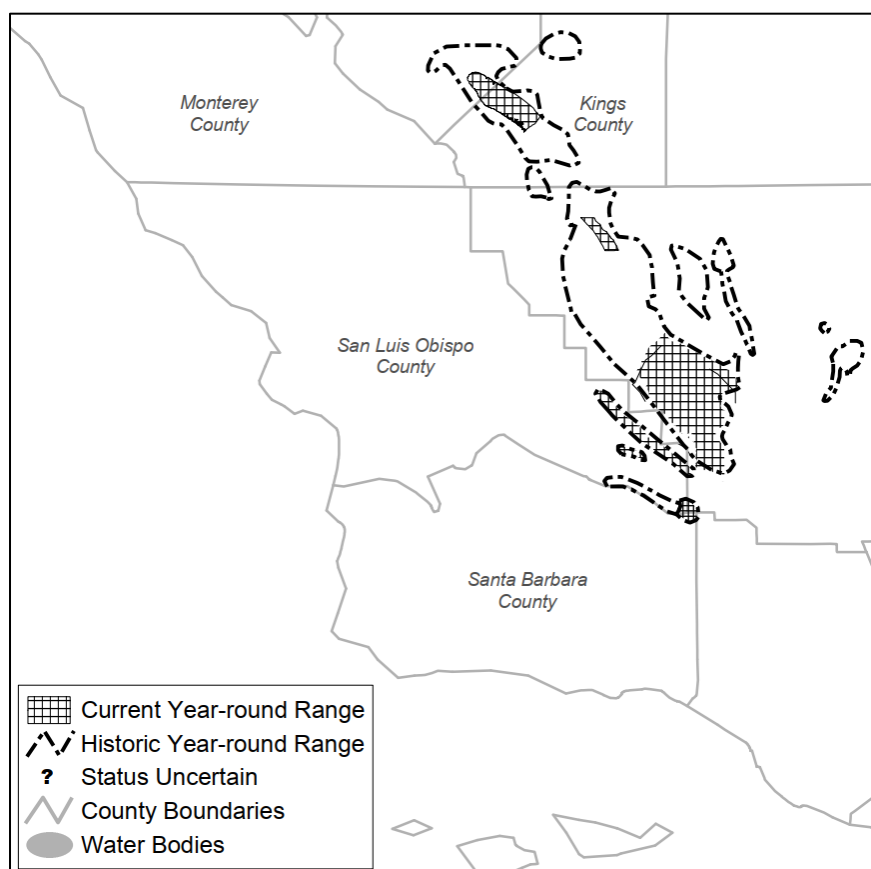 Monterey
County
Kings
County
San Luis Obispo
County
Santa Barbara
County
Current Year-round Range
Historic Year-round Range
? Status Uncertain
County Boundaries
Water Bodies